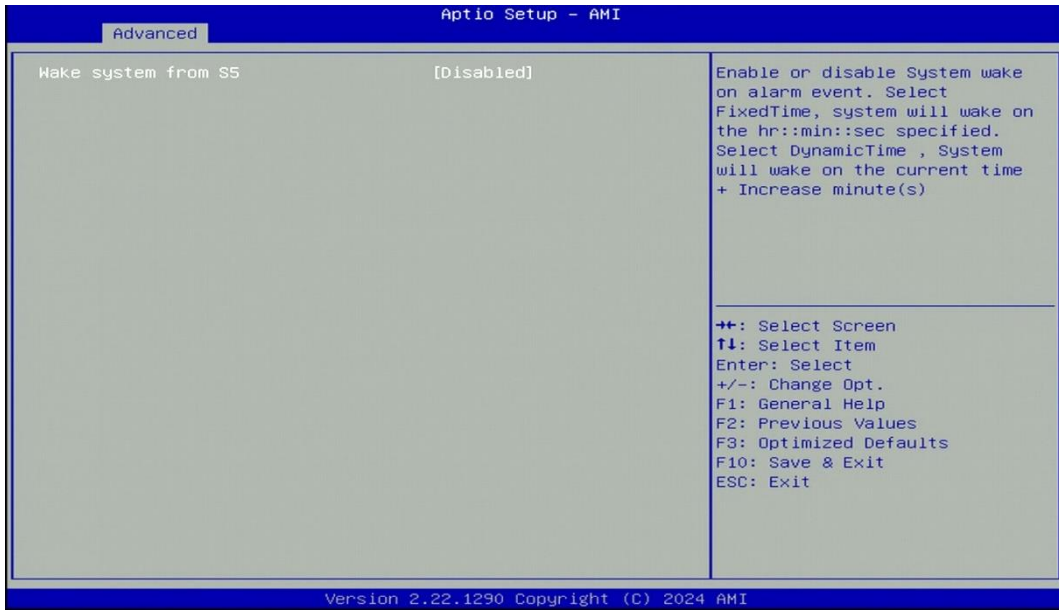 Aptio Setup - AMI
Advanced
Wake system from S5 [Disabled]
Enable or disable System wake
on alarm event. Select
FixedTime, system will wake on
the hr::min::sec specified.
Select DynamicTime , System
will wake on the current time
+ Increase minute(s)
→←: Select Screen
↑↓: Select Item
Enter: Select
+/-: Change Opt.
F1: General Help
F2: Previous Values
F3: Optimized Defaults
F10: Save & Exit
ESC: Exit
Version 2.22.1290 Copyright (C) 2024 AMI